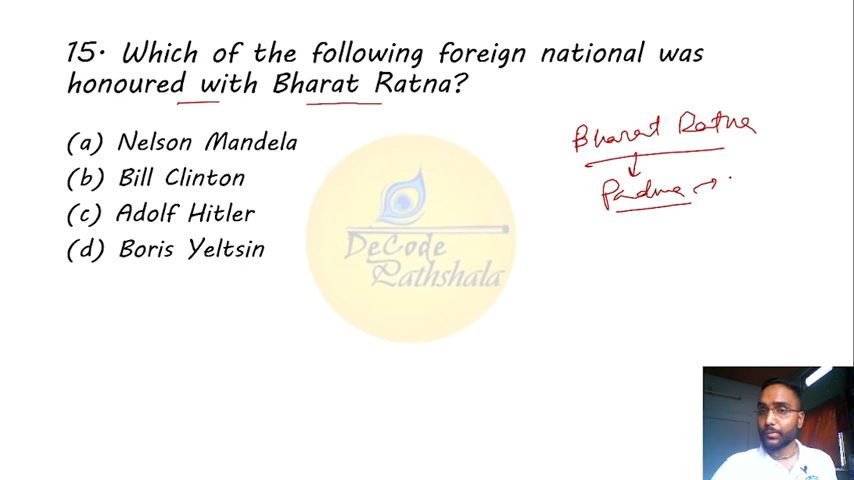 15. Which of the following foreign national was
honoured with Bharat Ratna?
(a) Nelson Mandela
(b) Bill Clinton
(c) Adolf Hitler
(d) Boris Yeltsin
Bharat Ratna
Padma
DeCode
Pathshala